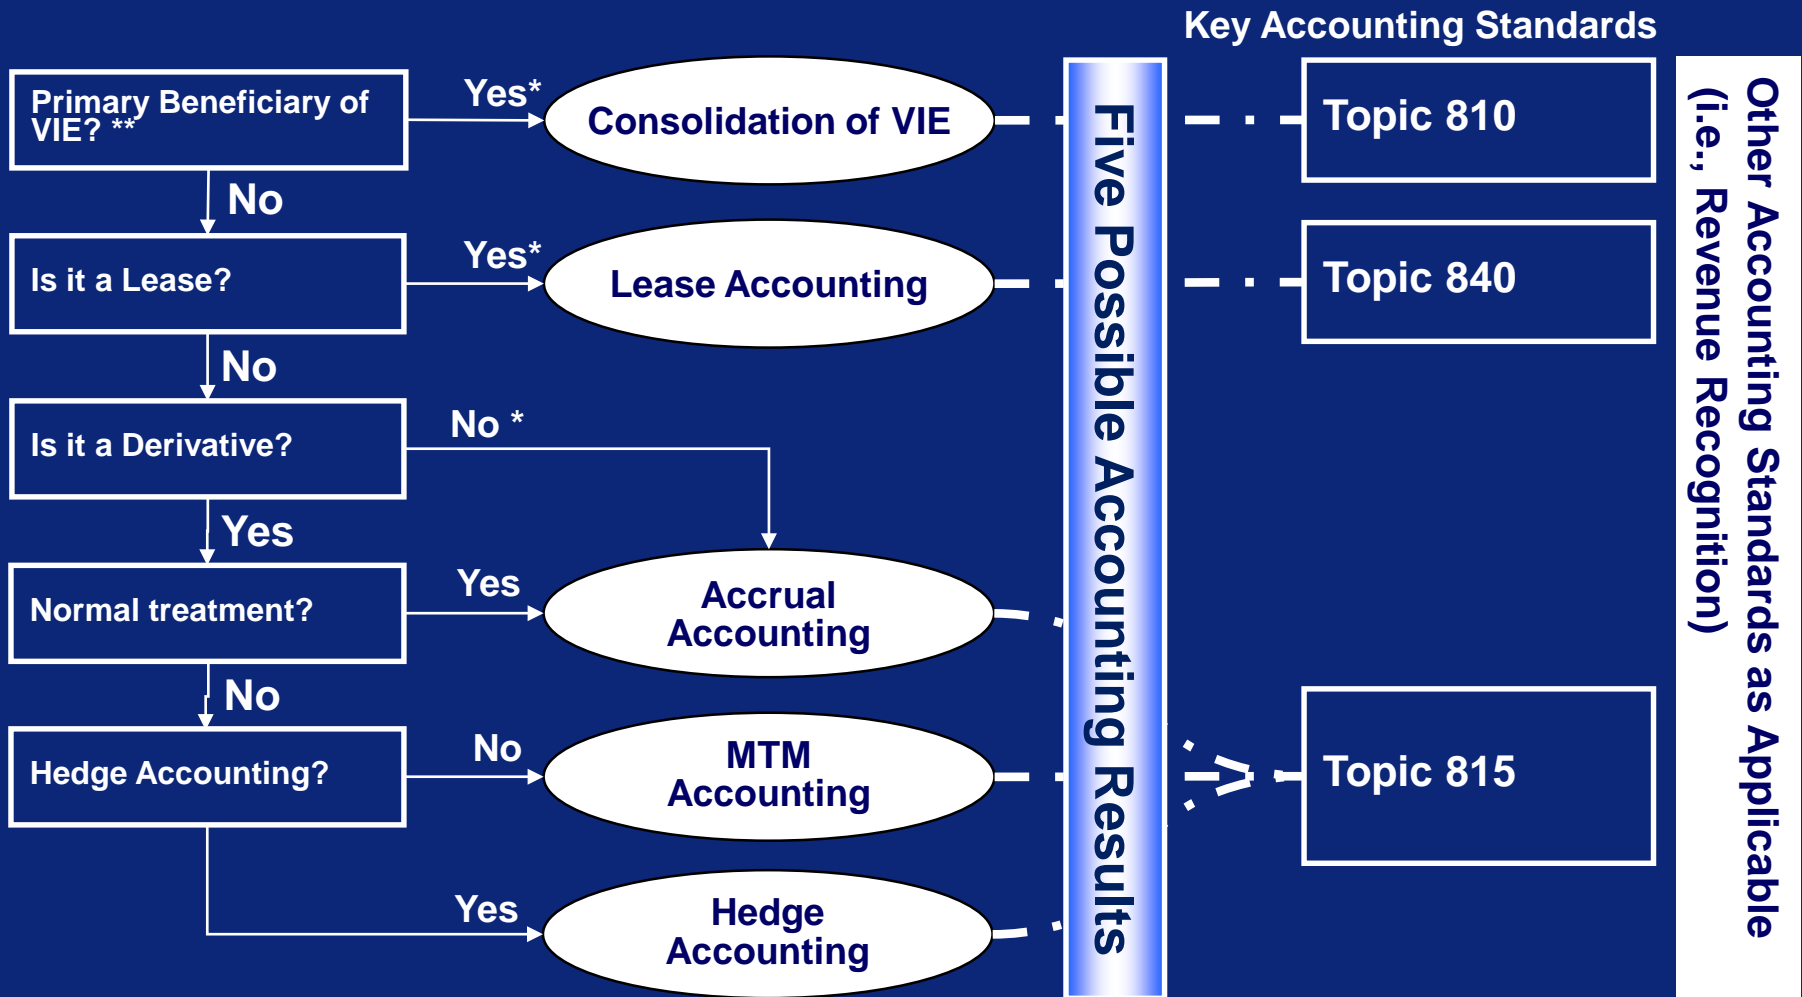 Key Accounting Standards
Primary Beneficiary of
VIE? **
Yes*
Consolidation of VIE
Topic 810
No
Is it a Lease?
Yes*
Lease Accounting
Topic 840
No
Is it a Derivative?
No *
Yes
Normal treatment?
Yes
Accrual
Accounting
No
Hedge Accounting?
No
MTM
Accounting
Topic 815
Yes
Hedge
Accounting
Five Possible Accounting Results
Other Accounting Standards as Applicable
(i.e., Revenue Recognition)